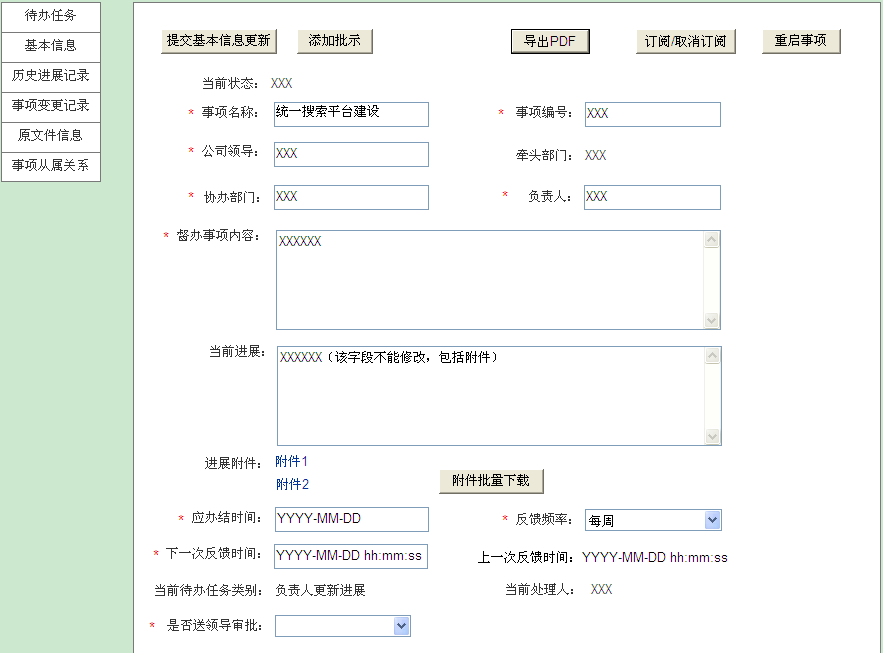 待办任务
基本信息
历史进展记录
事项变更记录
原文件信息
事项从属关系
提交基本信息更新 添加批示 导出PDF 订阅/取消订阅 重启事项
当前状态： XXX
* 事项名称： 统一搜索平台建设 * 事项编号： XXX
* 公司领导： XXX 牵头部门： XXX
* 协办部门： XXX * 负责人： XXX
* 督办事项内容： XXXXXX
当前进展： XXXXXX（该字段不能修改，包括附件）
进展附件： 附件1
附件2 附件批量下载
* 应办结时间： YYYY-MM-DD * 反馈频率： 每周
* 下一次反馈时间： YYYY-MM-DD hh:mm:ss 上一次反馈时间： YYYY-MM-DD hh:mm:ss
当前待办任务类别： 负责人更新进展 当前处理人： XXX
* 是否送领导审批：